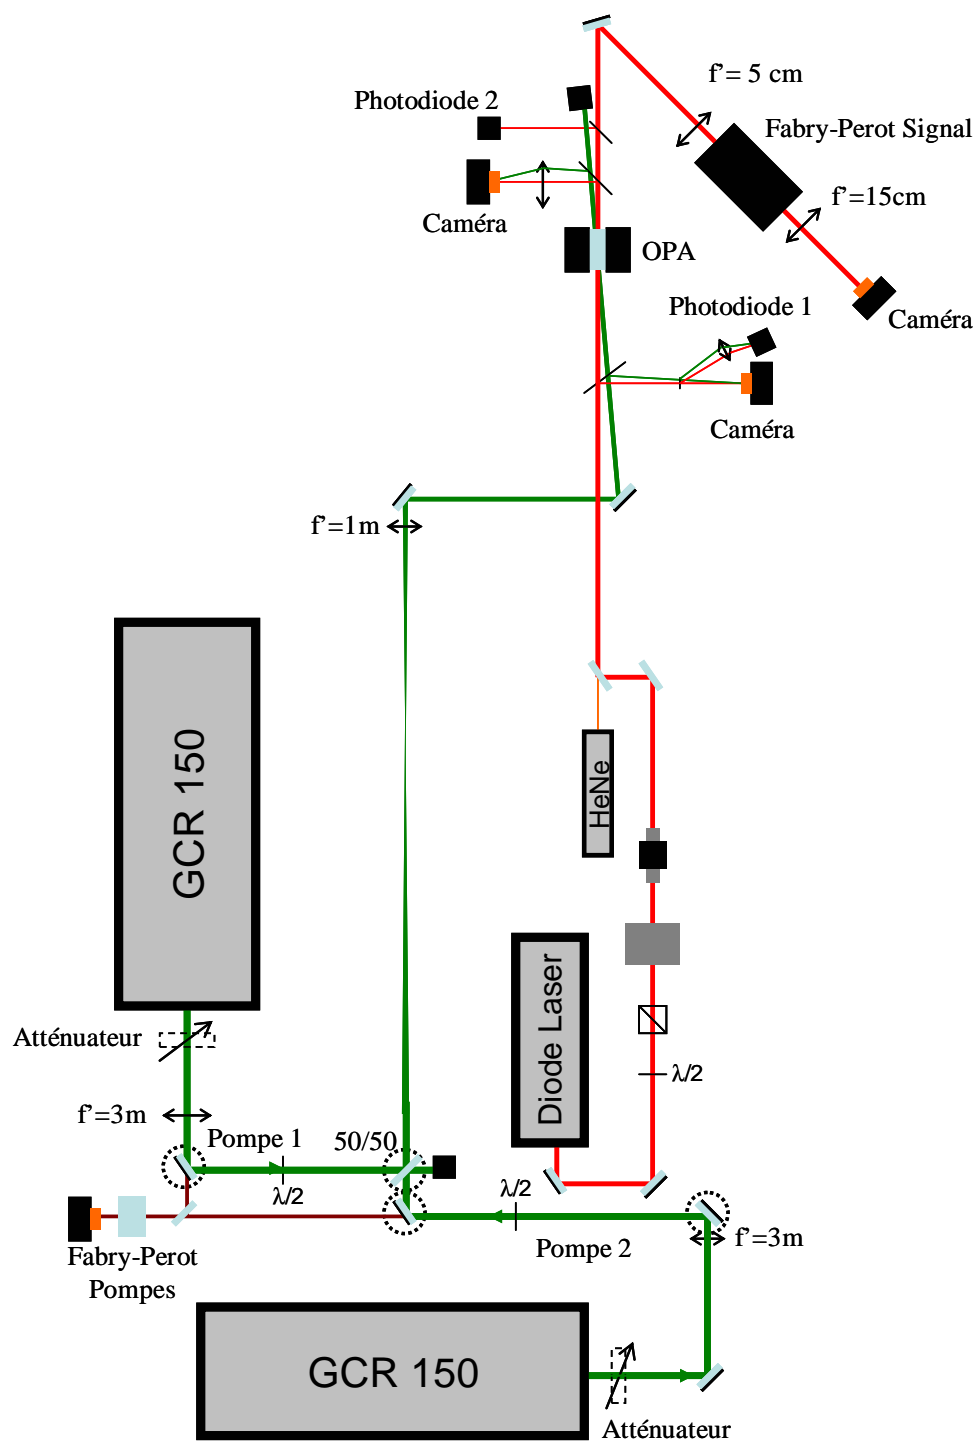 f'= 5 cm
Photodiode 2
Fabry-Perot Signal
f'=15cm
Caméra
OPA
Photodiode 1
Caméra
Caméra
f'=1m
GCR 150
HeNe
Diode Laser
Atténuateur
λ/2
f'=3m
Pompe 1
50/50
λ/2
λ/2
Pompe 2
f'=3m
Fabry-Perot
Pompes
GCR 150
Atténuateur